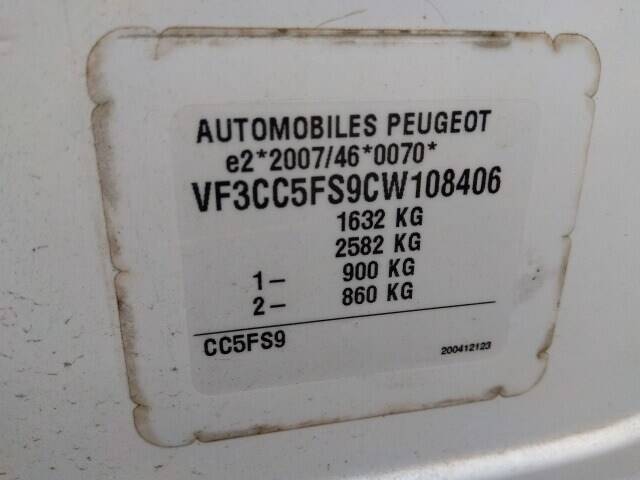 AUTOMOBILES PEUGEOT
e2*2007/46*0070*
VF3CC5FS9CW108406
1632 KG
2582 KG
1– 900 KG
2– 860 KG
CC5FS9 200412123